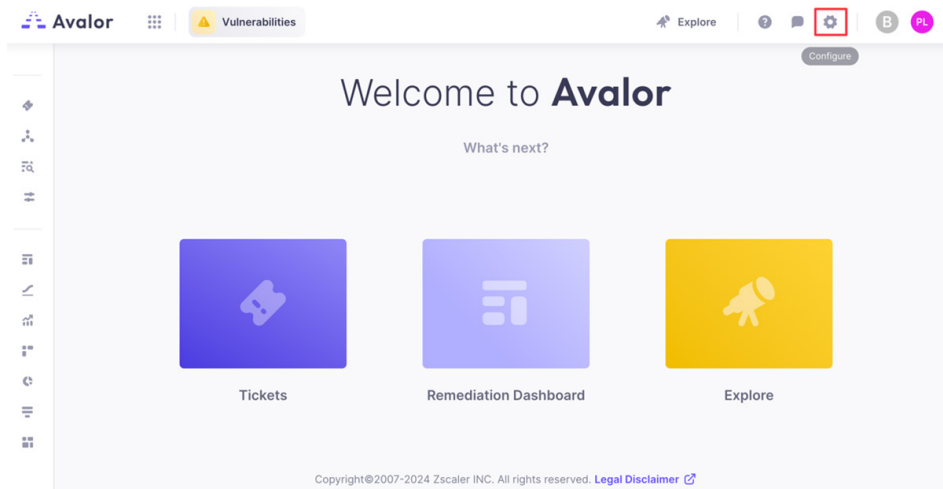 Avalor
Vulnerabilities
Explore
B
PL
Configure
Welcome to Avalor
What's next?
Tickets
Remediation Dashboard
Explore
Copyright©2007-2024 Zscaler INC. All rights reserved. Legal Disclaimer